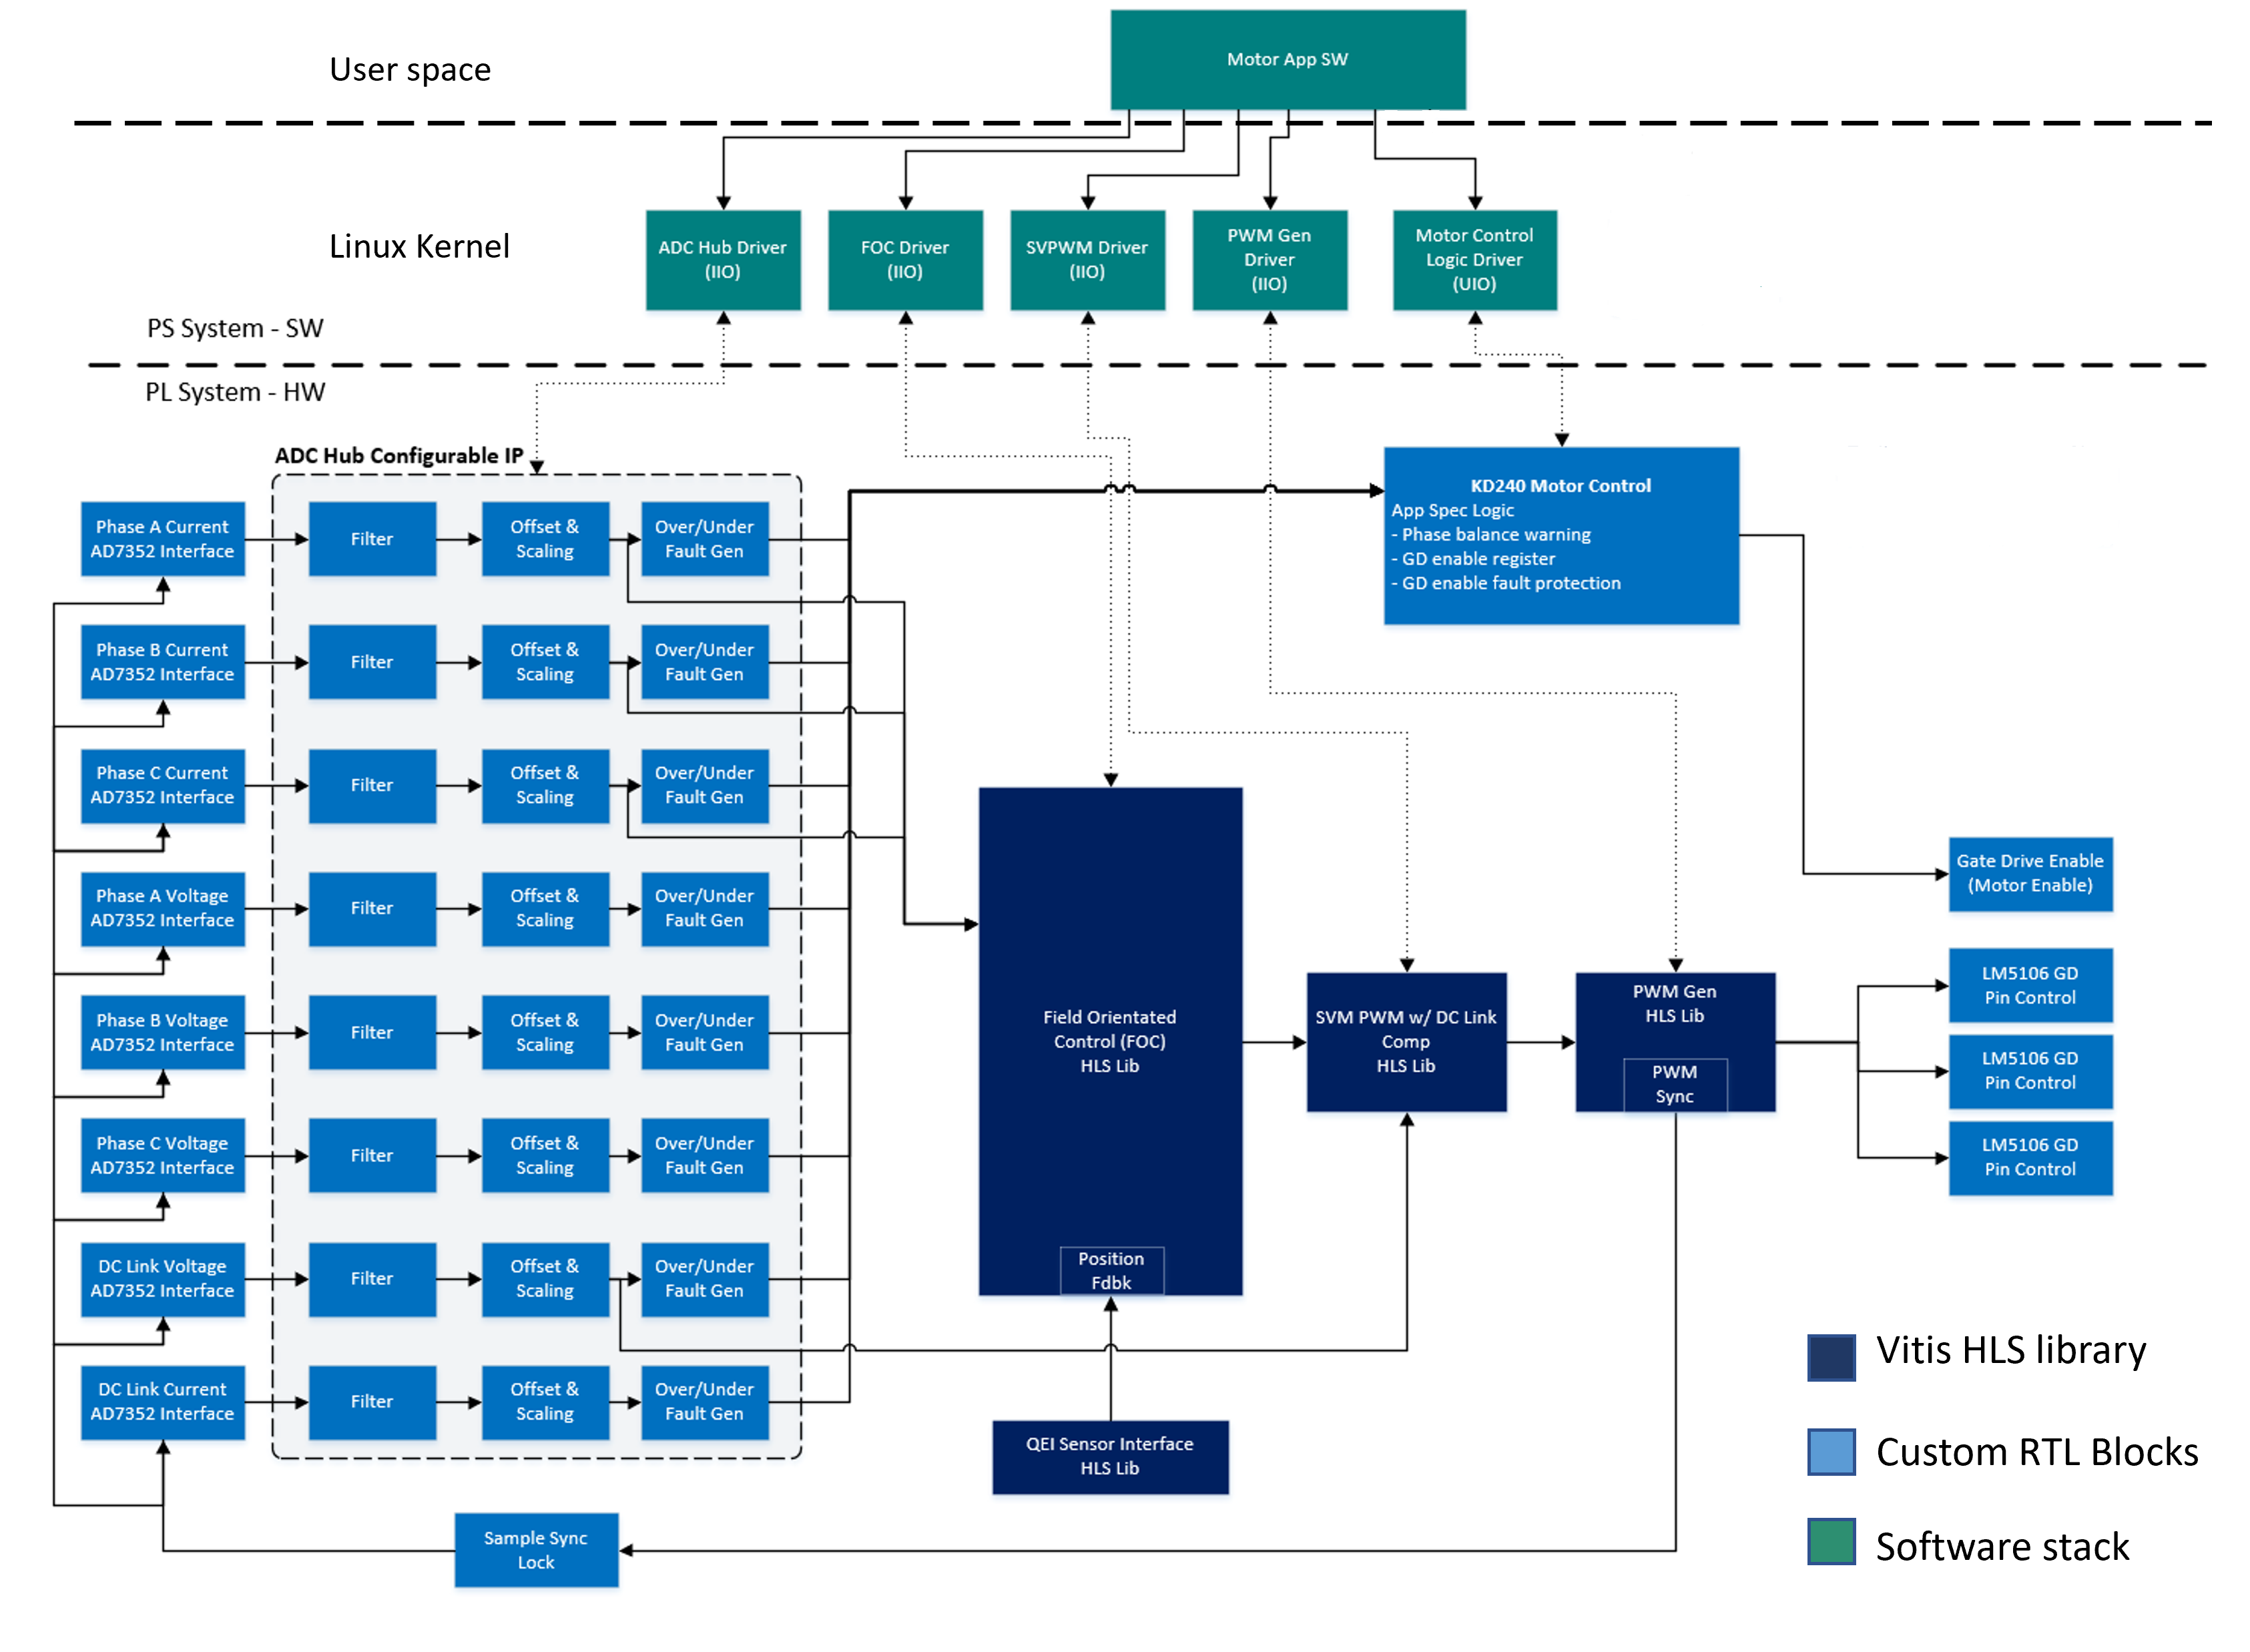 Motor App SW
User space
Linux Kernel
ADC Hub Driver
(IIO)
FOC Driver
(IIO)
SVPWM Driver
(IIO)
PWM Gen
Driver
(IIO)
Motor Control
Logic Driver
(UIO)
PS System - SW
PL System - HW
ADC Hub Configurable IP
Phase A Current
AD7352 Interface
Filter
Offset &
Scaling
Over/Under
Fault Gen
KD240 Motor Control
App Spec Logic
- Phase balance warning
- GD enable register
- GD enable fault protection
Phase B Current
AD7352 Interface
Filter
Offset &
Scaling
Over/Under
Fault Gen
Phase C Current
AD7352 Interface
Filter
Offset &
Scaling
Over/Under
Fault Gen
Phase A Voltage
AD7352 Interface
Filter
Offset &
Scaling
Over/Under
Fault Gen
Gate Drive Enable
(Motor Enable)
Phase B Voltage
AD7352 Interface
Filter
Offset &
Scaling
Over/Under
Fault Gen
Field Orientated
Control (FOC)
HLS Lib
SVM PWM w/ DC Link
Comp
HLS Lib
PWM Gen
HLS Lib
PWM
Sync
LM5106 GD
Pin Control
LM5106 GD
Pin Control
LM5106 GD
Pin Control
Phase C Voltage
AD7352 Interface
Filter
Offset &
Scaling
Over/Under
Fault Gen
DC Link Voltage
AD7352 Interface
Filter
Offset &
Scaling
Over/Under
Fault Gen
Position
Fdbk
DC Link Current
AD7352 Interface
Filter
Offset &
Scaling
Over/Under
Fault Gen
QEI Sensor Interface
HLS Lib
Sample Sync
Lock
Vitis HLS library
Custom RTL Blocks
Software stack